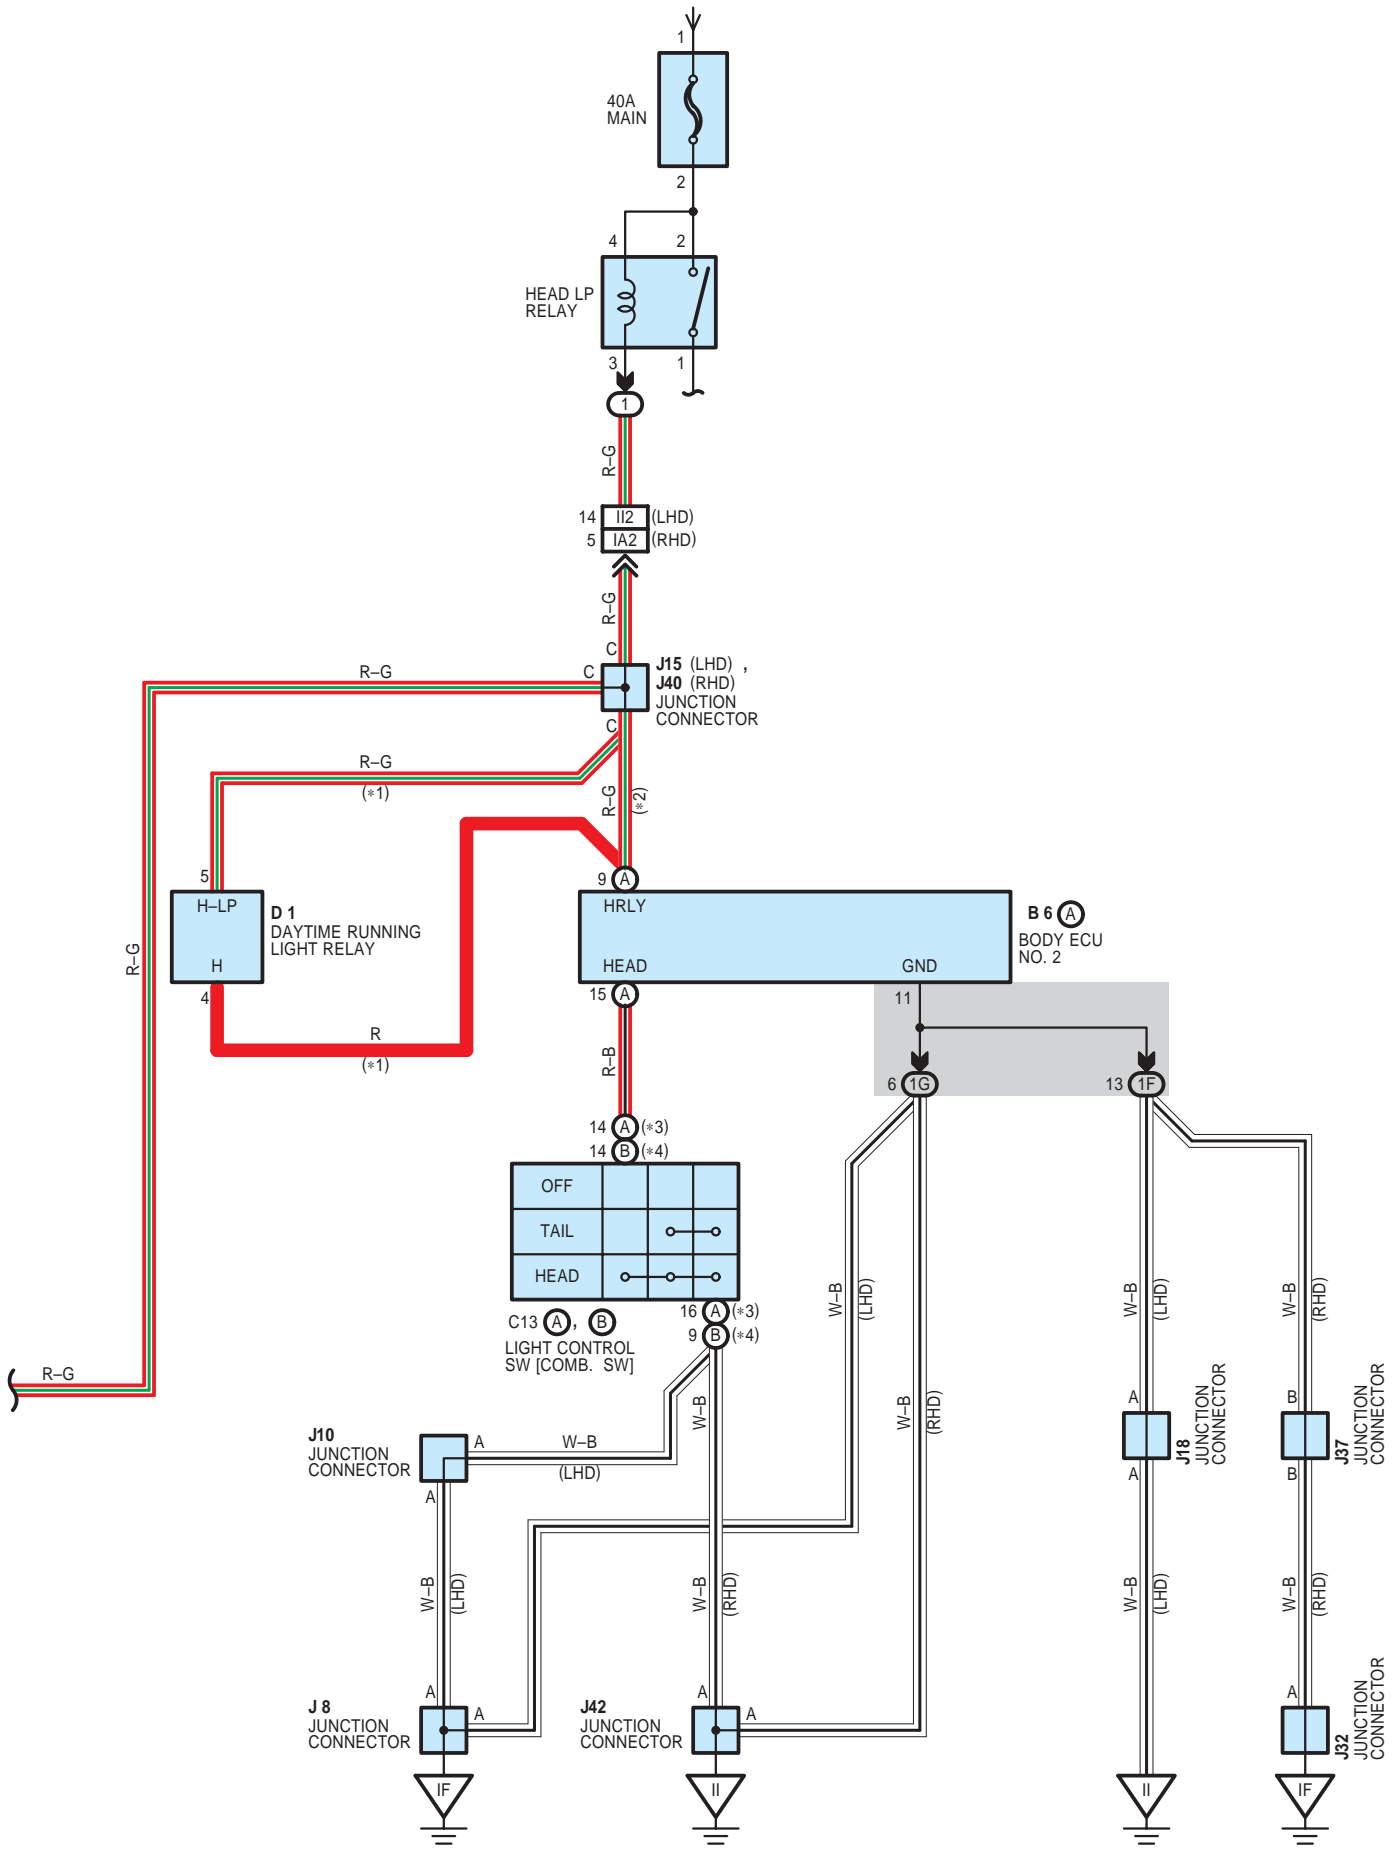 1
40A
MAIN
2
4
2
HEAD LP
RELAY
3
1
1
R–G
14 II2 (LHD)
5 IA2 (RHD)
R–G
C
R–G
C
J15 (LHD) ,
J40 (RHD)
JUNCTION
CONNECTOR
C
R–G
(*1)
R–G
(*2)
5
9 A
H–LP
D 1
DAYTIME RUNNING
LIGHT RELAY
H
4
HRLY
B 6 A
BODY ECU
NO. 2
HEAD
GND
R–G
15 A
11
R
(*1)
R–B
6 1G
13 1F
14 A (*3)
14 B (*4)
OFF
TAIL
HEAD
16 A (*3)
9 B (*4)
C13 A , B
LIGHT CONTROL
SW [COMB. SW]
W–B
(LHD)
W–B
(LHD)
W–B
(RHD)
R–G
W–B
W–B
(RHD)
A
B
J18
JUNCTION
CONNECTOR
J37
JUNCTION
CONNECTOR
J10
JUNCTION
CONNECTOR
A
W–B
(LHD)
A
A
B
W–B
(LHD)
W–B
(RHD)
W–B
(LHD)
W–B
(RHD)
A
A
A
J 8
JUNCTION
CONNECTOR
A
J42
JUNCTION
CONNECTOR
A
J32
JUNCTION
CONNECTOR
IF
II
II
IF